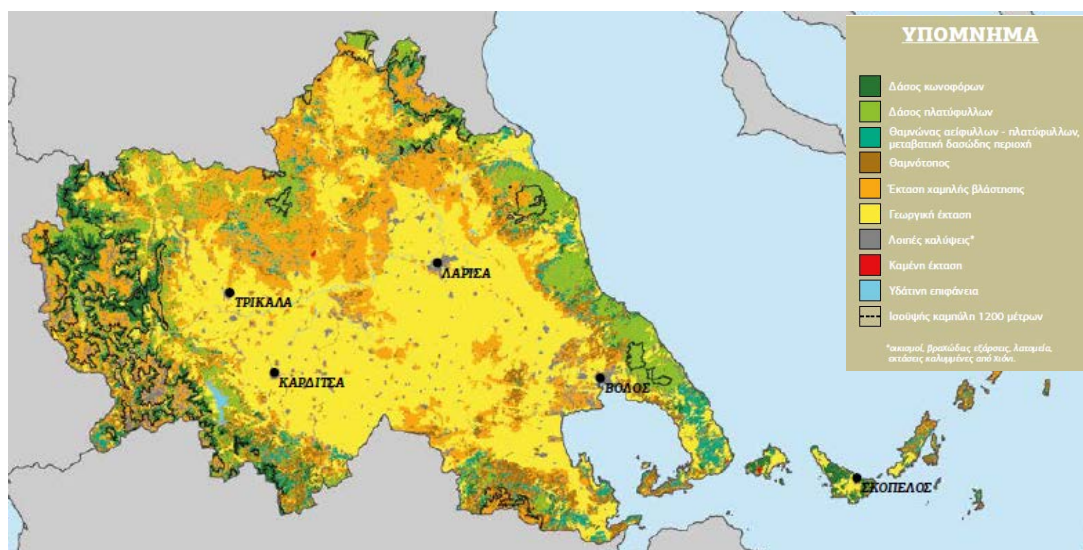 ΥΠΟΜΝΗΜΑ
Δάσος κωνοφόρων
Δάσος πλατύφυλλων
Θαμνώνας αείφυλλων - πλατύφυλλων,
μεταβατική δασώδης περιοχή
Θαμνότοπος
Έκταση χαμηλής βλάστησης
Γεωργική έκταση
Λοιπές καλύψεις*
Καμένη έκταση
Υδάτινη επιφάνεια
Ισοϋψής καμπύλη 1200 μέτρων
*οικισμοί, βραχώδεις εξάρσεις, λατομεία,
εκτάσεις καλυμμένες από χιόνι.
ΛΑΡΙΣΑ
ΤΡΙΚΑΛΑ
ΚΑΡΔΙΤΣΑ
ΒΟΛΟΣ
ΣΚΟΠΕΛΟΣ